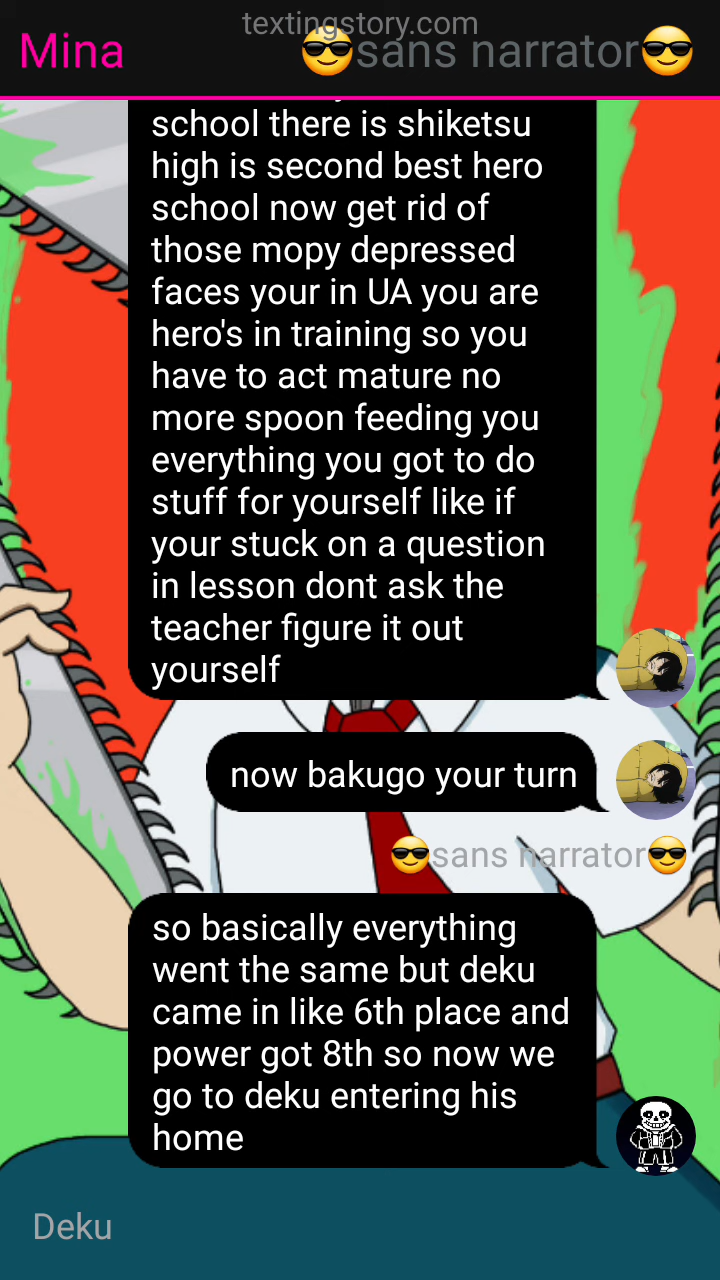 textingstory.com
Mina
😎sans narrator😎
school there is shiketsu
high is second best hero
school now get rid of
those mopy depressed
faces your in UA you are
hero's in training so you
have to act mature no
more spoon feeding you
everything you got to do
stuff for yourself like if
your stuck on a question
in lesson dont ask the
teacher figure it out
yourself
now bakugo your turn
😎sans narrator😎
so basically everything
went the same but deku
came in like 6th place and
power got 8th so now we
go to deku entering his
home
Deku